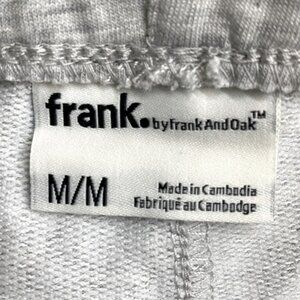 frank. by Frank And Oak™
M/M
Made in Cambodia
Fabriqué au Cambodge